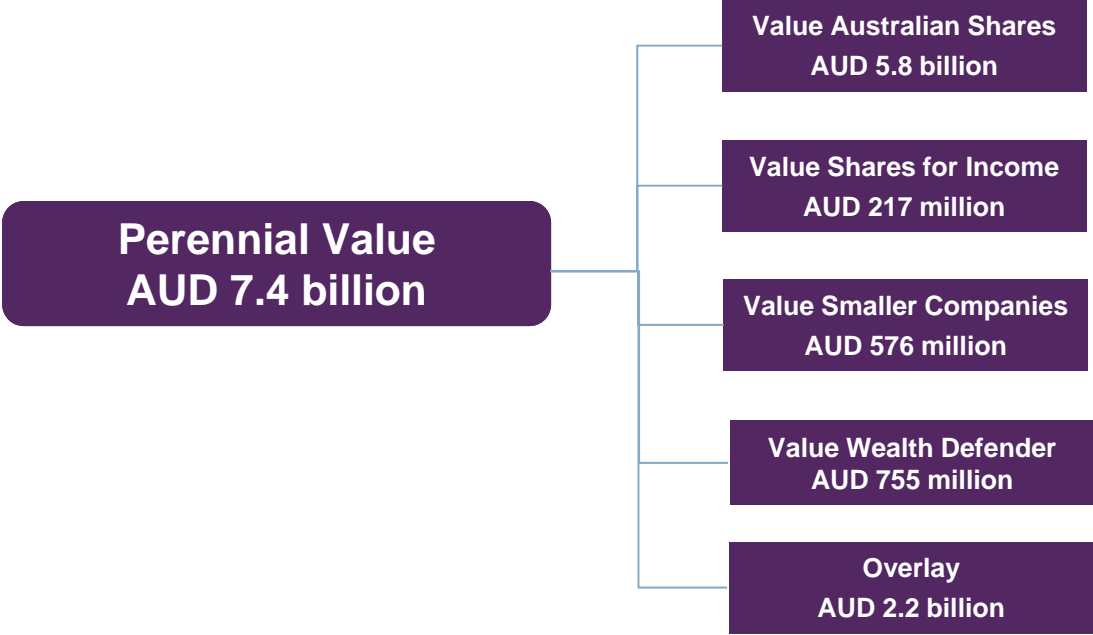 Perennial Value
AUD 7.4 billion
Value Australian Shares
AUD 5.8 billion
Value Shares for Income
AUD 217 million
Value Smaller Companies
AUD 576 million
Value Wealth Defender
AUD 755 million
Overlay
AUD 2.2 billion